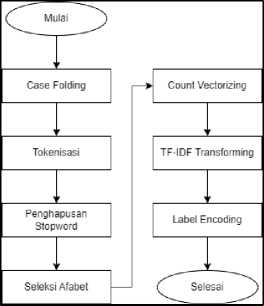 Mulai
Case Folding
Tokenisasi
Penghapusan
Stopword
Seleksi Afabet
Count Vectorizing
TF-IDF Transforming
Label Encoding
Selesai